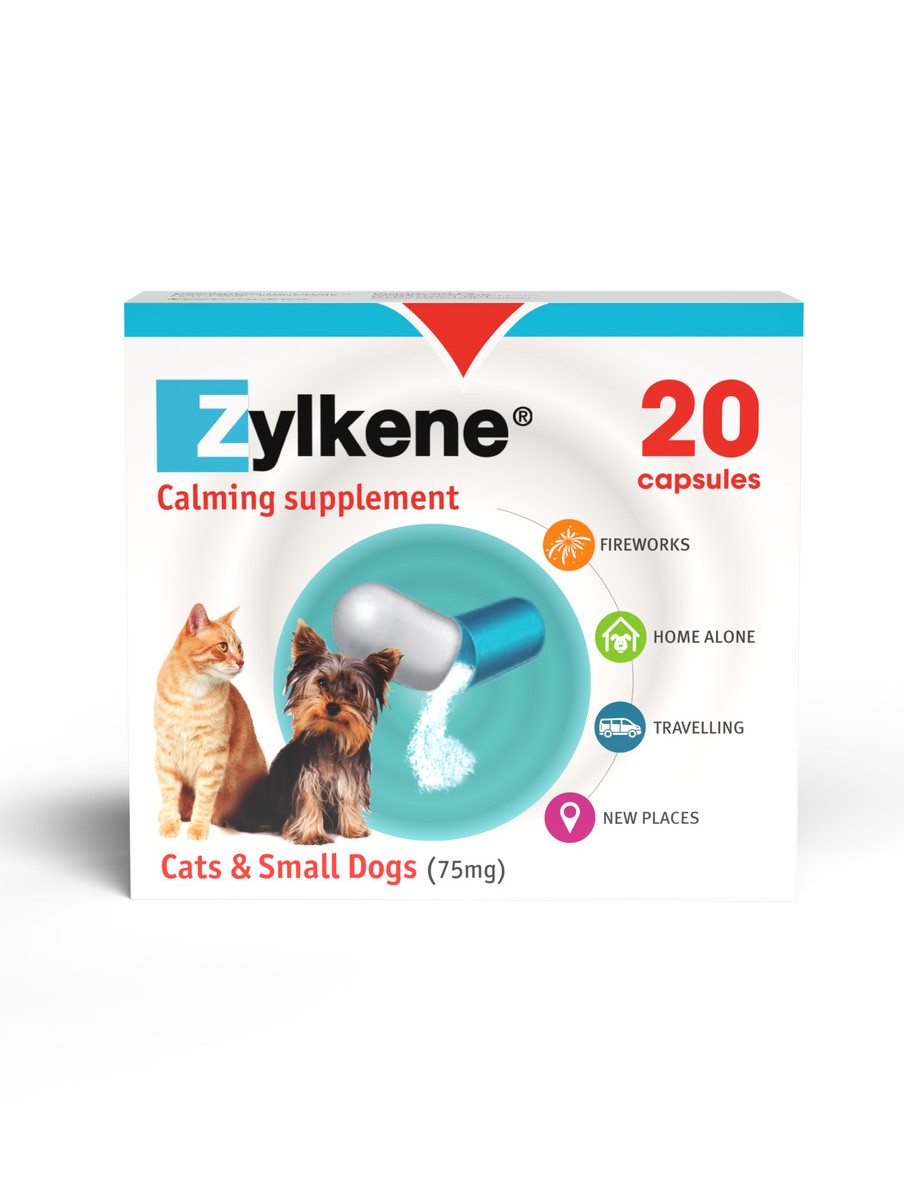 Zylkene®
Calming supplement
20
capsules
FIREWORKS
HOME ALONE
TRAVELLING
NEW PLACES
Cats & Small Dogs (75mg)